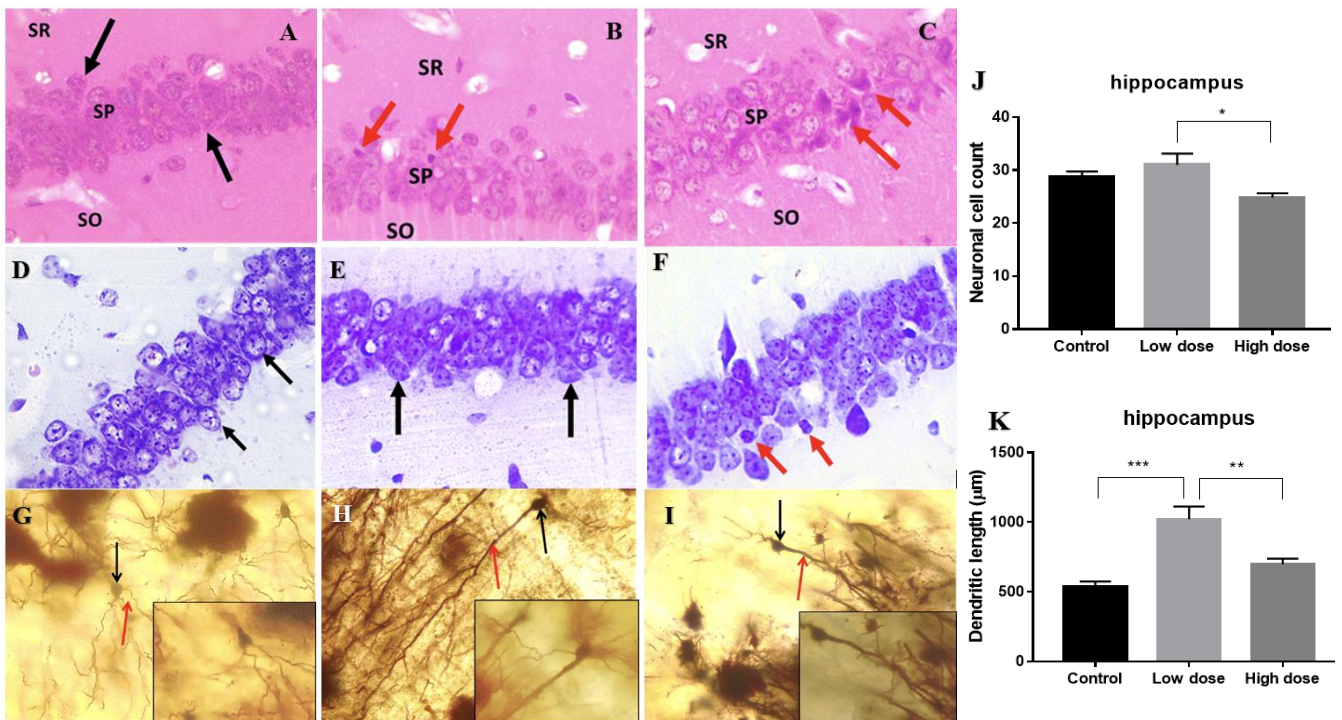 A
SR
SP
SO
B
SR
SP
SO
C
SR
SP
SO
D
E
F
G
H
I
J
hippocampus
*
Neuronal cell count
40
30
20
10
0
Control Low dose High dose
K
hippocampus
*** **
Dendritic length (µm)
1500
1000
500
0
Control Low dose High dose